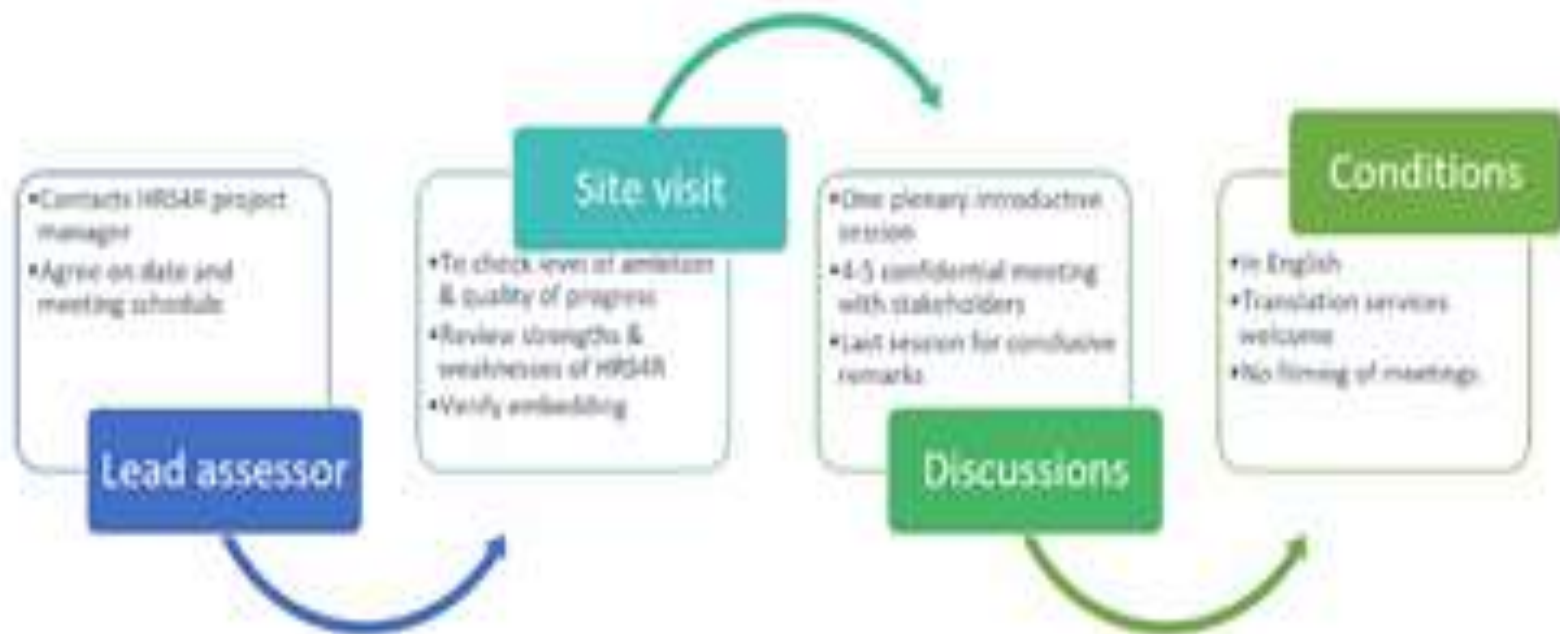 •Contacts HRS4R project
manager
•Agree on date and
meeting schedule
Lead assessor
Site visit
•To check level of ambition
& quality of progress
•Review strengths &
weaknesses of HRS4R
•Verify embedding
•One plenary introductive
session
•4-5 confidential meeting
with stakeholders
•Last session for conclusive
remarks
Discussions
Conditions
•In English
•Translation services
welcome
•No filming of meetings